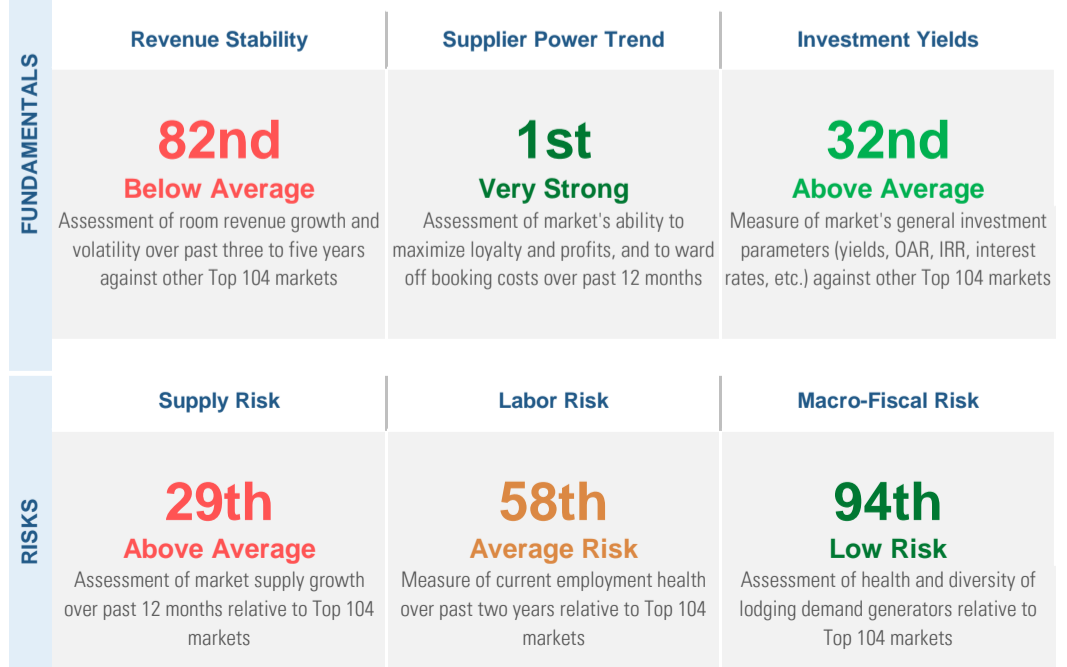 FUNDAMENTALS
Revenue Stability
82nd
Below Average
Assessment of room revenue growth and
volatility over past three to five years
against other Top 104 markets
Supplier Power Trend
1st
Very Strong
Assessment of market's ability to
maximize loyalty and profits, and to ward
off booking costs over past 12 months
Investment Yields
32nd
Above Average
Measure of market's general investment
parameters (yields, OAR, IRR, interest
rates, etc.) against other Top 104 markets
RISKS
Supply Risk
29th
Above Average
Assessment of market supply growth
over past 12 months relative to Top 104
markets
Labor Risk
58th
Average Risk
Measure of current employment health
over past two years relative to Top 104
markets
Macro-Fiscal Risk
94th
Low Risk
Assessment of health and diversity of
lodging demand generators relative to
Top 104 markets